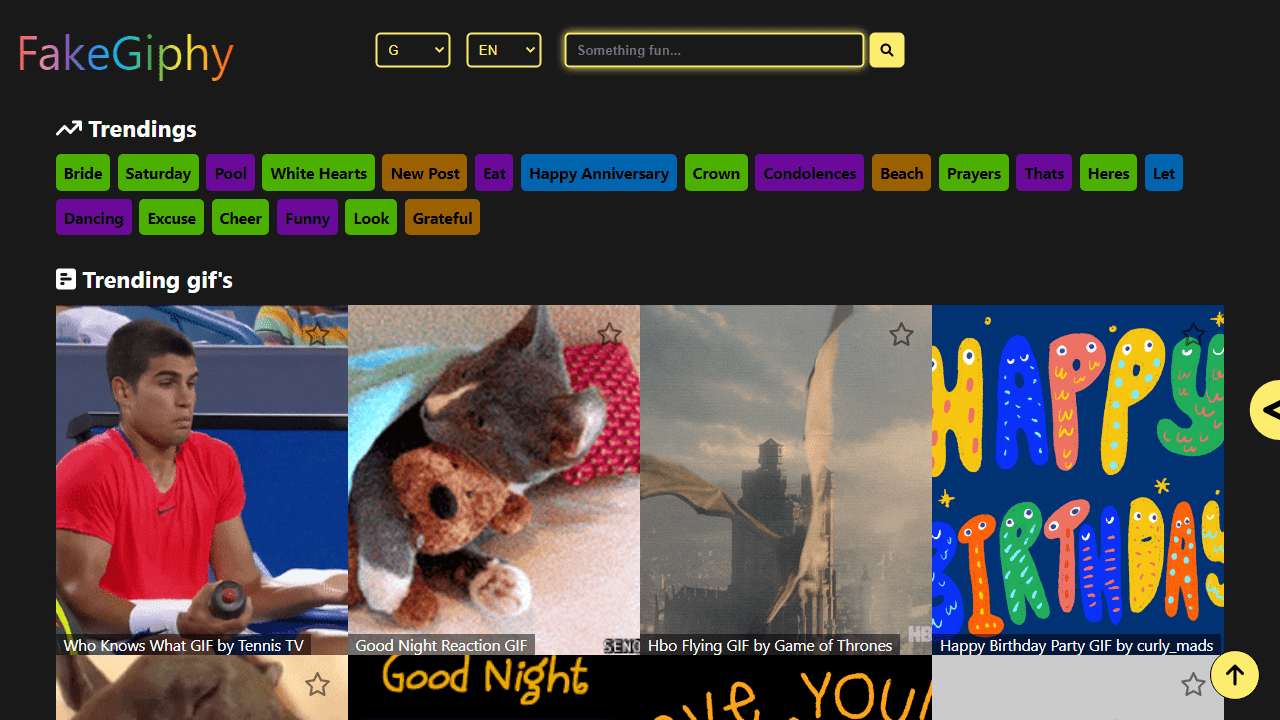 FakeGiphy
G
EN
Something fun...
Trendings
Bride Saturday Pool White Hearts New Post Eat Happy Anniversary Crown Condolences Beach Prayers Thats Heres Let
Dancing Excuse Cheer Funny Look Grateful
Trending gif's
HAPPY
BIRTHDAY
HB
SENO
Who Knows What GIF by Tennis TV
Good Night Reaction GIF
Hbo Flying GIF by Game of Thrones
Happy Birthday Party GIF by curly_mads
Good Night
ove you